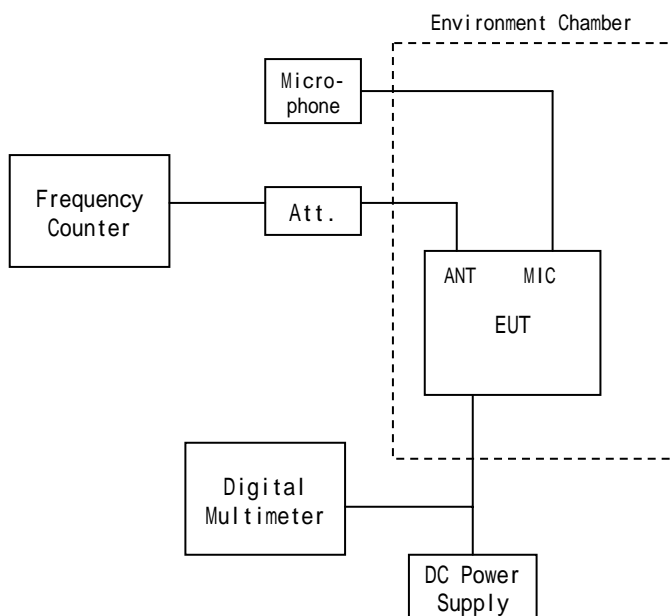 Environment Chamber
Micro-
phone
Frequency
Counter
Att.
ANT MIC
EUT
Digital
Multimeter
DC Power
Supply